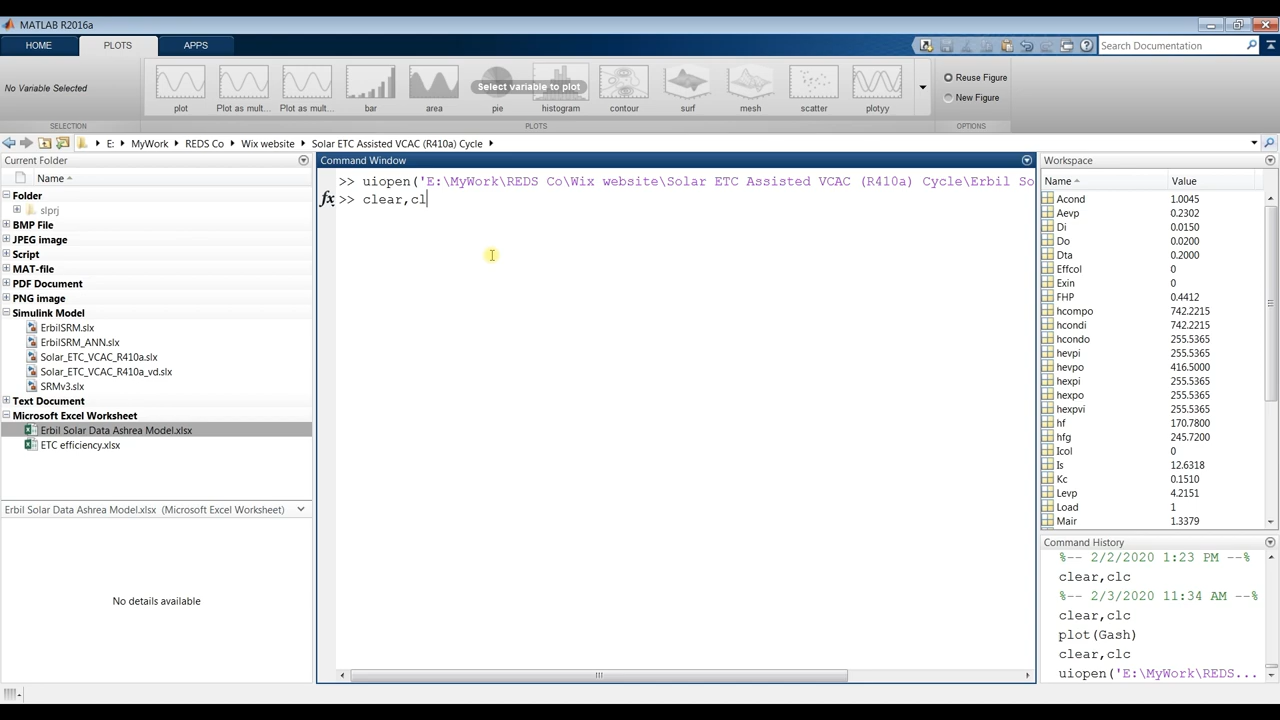 MATLAB R2016a
HOME PLOTS APPS
Search Documentation
No Variable Selected
plot Plot as mult... Plot as mult... bar area pie histogram contour surf mesh scatter plotyy
Select variable to plot
Reuse Figure
New Figure
SELECTION PLOTS OPTIONS
E: MyWork REDS Co Wix website Solar ETC Assisted VCAC (R410a) Cycle
Current Folder
Name
Folder
slprj
BMP File
JPEG image
Script
MAT-file
PDF Document
PNG image
Simulink Model
ErbilSRM.slx
ErbilSRM_ANN.slx
Solar_ETC_VCAC_R410a.slx
Solar_ETC_VCAC_R410a_vd.slx
SRMv3.slx
Text Document
Microsoft Excel Worksheet
Erbil Solar Data Ashrea Model.xlsx
ETC efficiency.xlsx
Erbil Solar Data Ashrea Model.xlsx (Microsoft Excel Worksheet)
No details available
Command Window
>> uiopen('E:\MyWork\REDS Co\Wix website\Solar ETC Assisted VCAC (R410a) Cycle\Erbil So
fx >> clear,cl
Workspace
Name Value
Acond 1.0045
Aevp 0.2302
Di 0.0150
Do 0.0200
Dta 0.2000
Effcol 0
Exin 0
FHP 0.4412
hcompo 742.2215
hcondi 742.2215
hcondo 255.5365
hevpi 255.5365
hevpo 416.5000
hexpi 255.5365
hexpo 255.5365
hexpvi 255.5365
hf 170.7800
hfg 245.7200
Icol 0
Is 12.6318
Kc 0.1510
Levp 4.2151
Load 1
Mair 1.3379
Command History
%-- 2/2/2020 1:23 PM --%
clear,clc
%-- 2/3/2020 11:34 AM --%
clear,clc
plot(Gash)
clear,clc
uiopen('E:\MyWork\REDS...